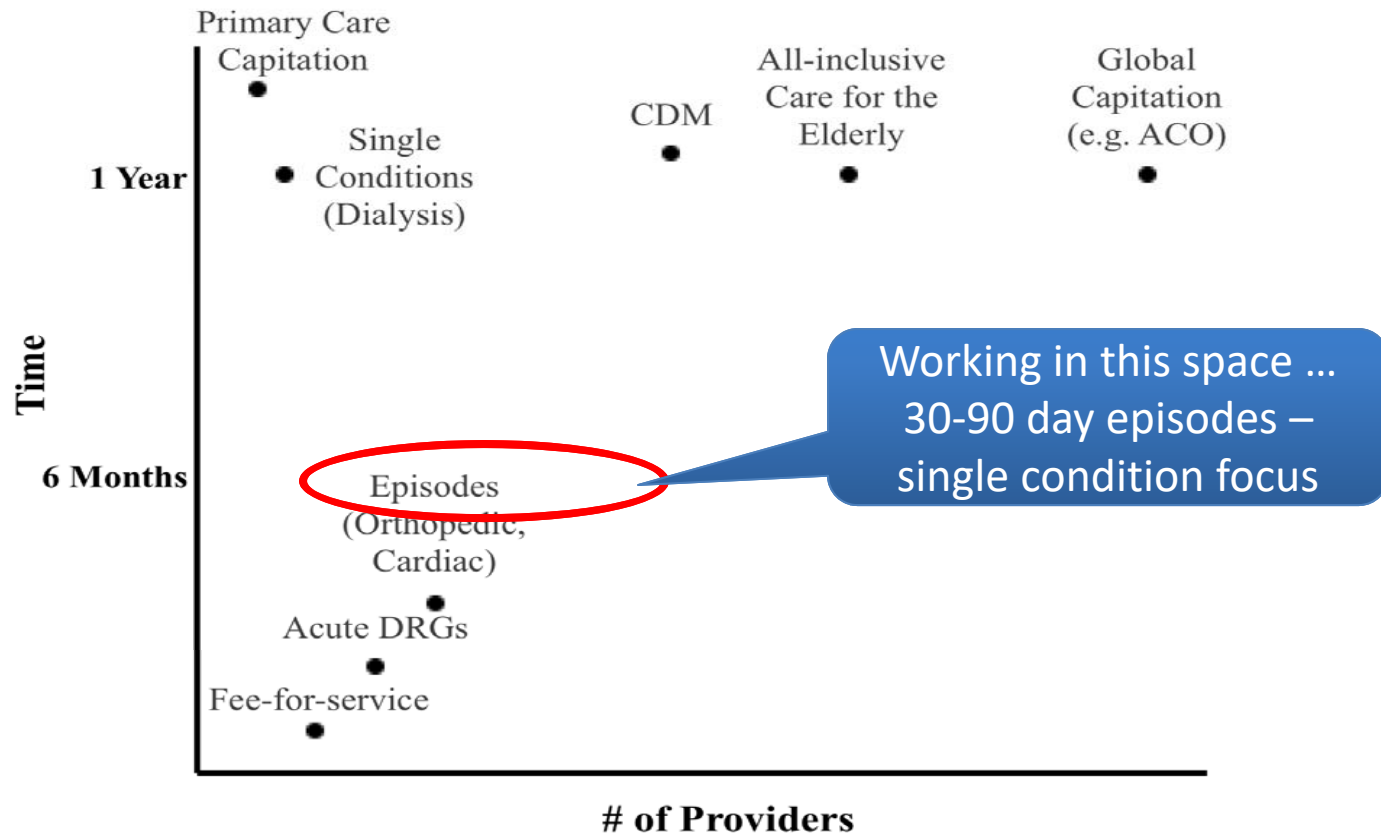 Primary Care
Capitation
All-inclusive
Care for the
Elderly
Global
Capitation
(e.g. ACO)
CDM
Single
Conditions
(Dialysis)
1 Year
Time
Working in this space ...
30-90 day episodes –
single condition focus
6 Months
Episodes
(Orthopedic,
Cardiac)
Acute DRGs
Fee-for-service
# of Providers